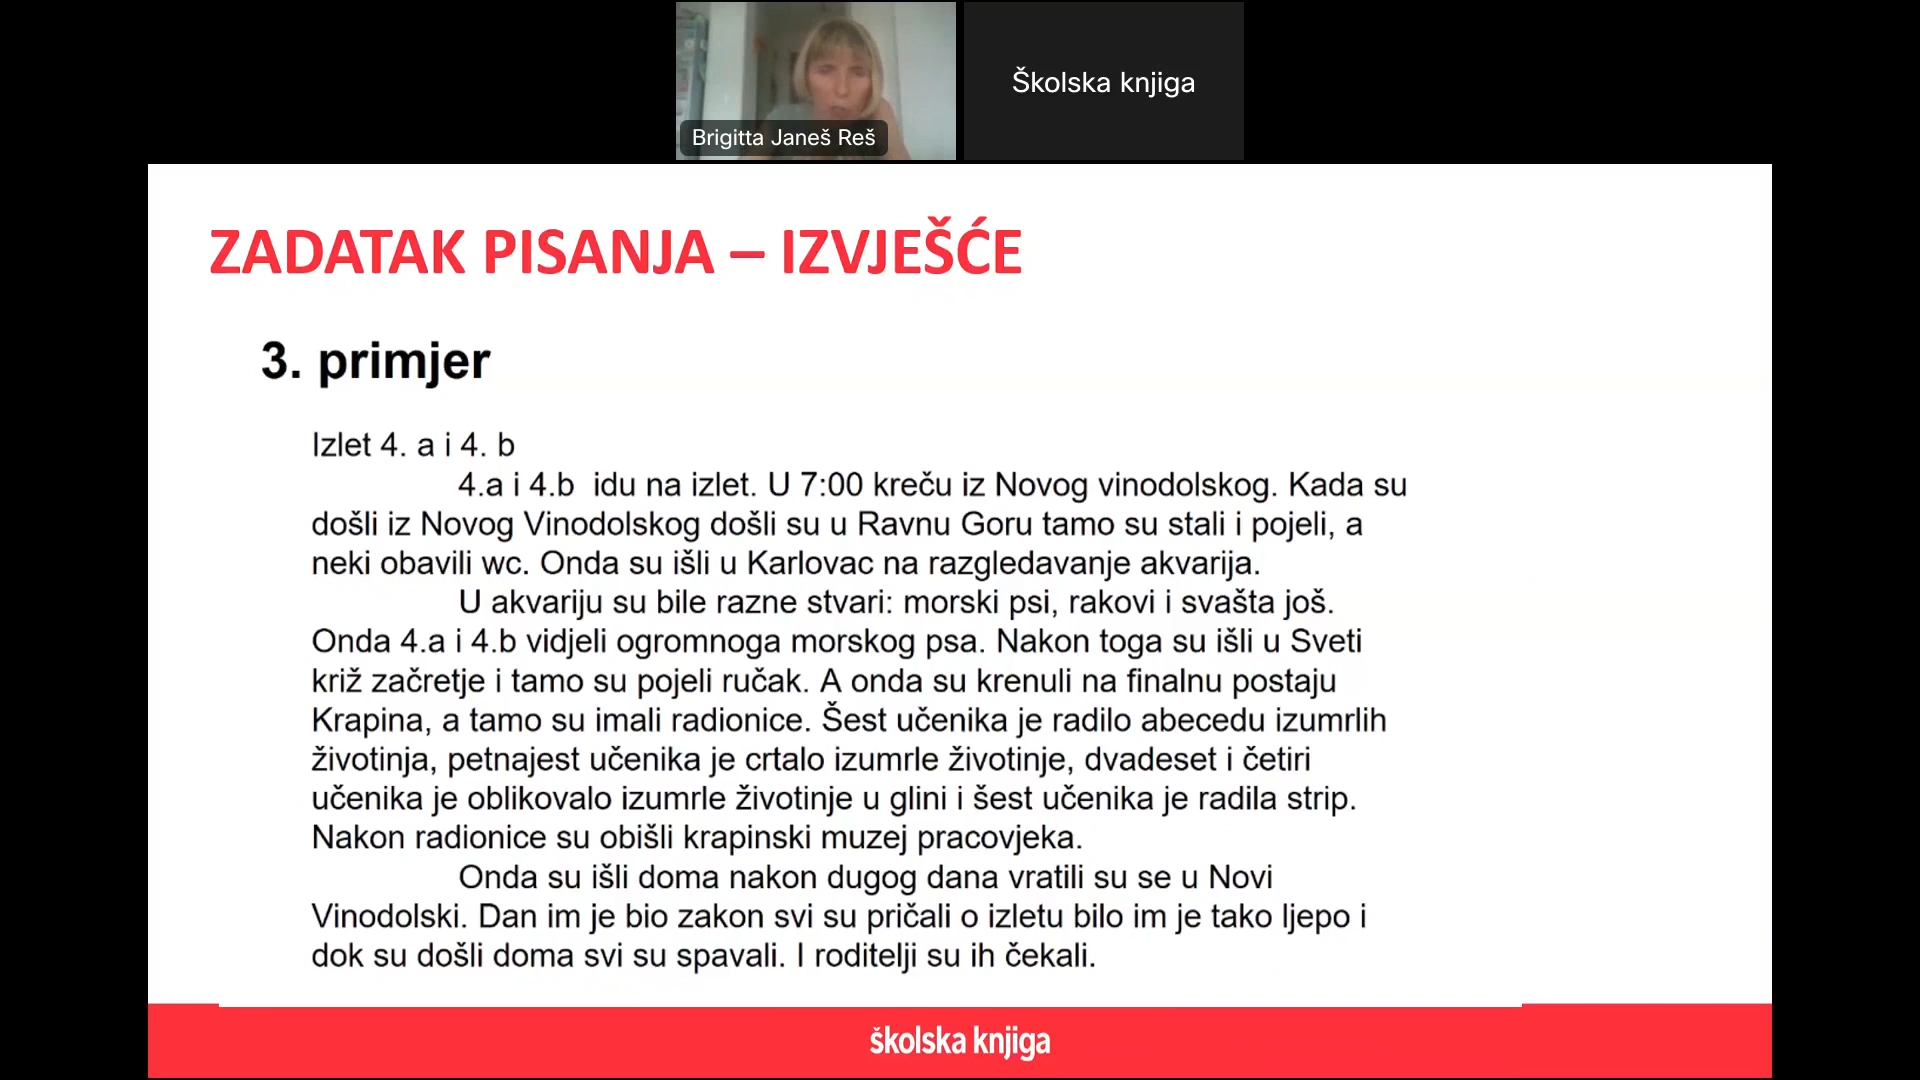 Brigitta Janeš Reš
Školska knjiga
ZADATAK PISANJA – IZVJEŠĆE
3. primjer
Izlet 4. a i 4. b
4.a i 4.b  idu na izlet. U 7:00 kreču iz Novog vinodolskog. Kada su
došli iz Novog Vinodolskog došli su u Ravnu Goru tamo su stali i pojeli, a
neki obavili wc. Onda su išli u Karlovac na razgledavanje akvarija.
U akvariju su bile razne stvari: morski psi, rakovi i svašta još.
Onda 4.a i 4.b vidjeli ogromnoga morskog psa. Nakon toga su išli u Sveti
križ začretje i tamo su pojeli ručak. A onda su krenuli na finalnu postaju
Krapina, a tamo su imali radionice. Šest učenika je radilo abecedu izumrlih
životinja, petnajest učenika je crtalo izumrle životinje, dvadeset i četiri
učenika je oblikovalo izumrle životinje u glini i šest učenika je radila strip.
Nakon radionice su obišli krapinski muzej pracovjeka.
Onda su išli doma nakon dugog dana vratili su se u Novi
Vinodolski. Dan im je bio zakon svi su pričali o izletu bilo im je tako ljepo i
dok su došli doma svi su spavali. I roditelji su ih čekali.
školska knjiga